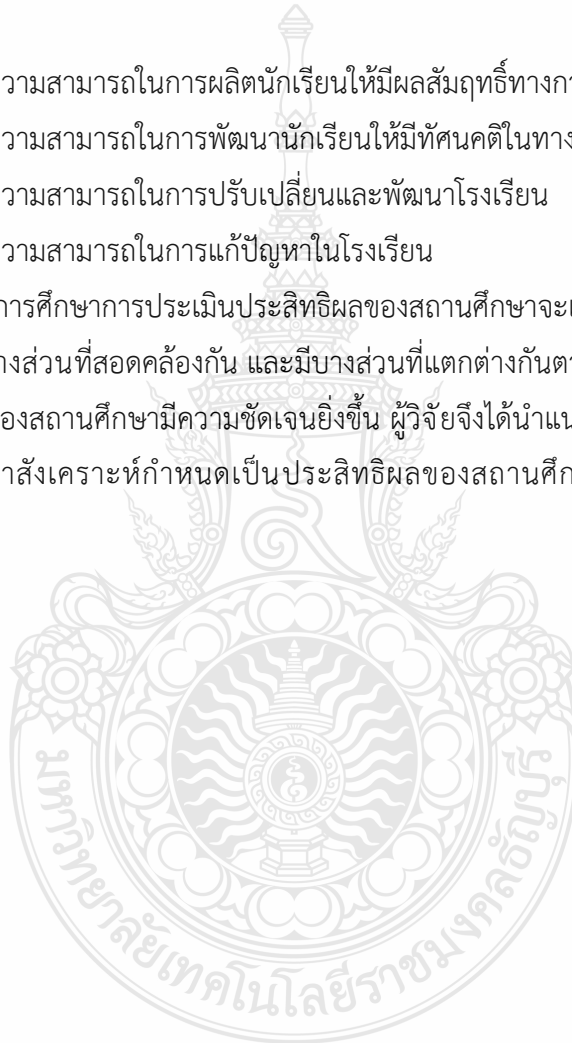 วามสามารถในการผลิตนักเรียนให้มีผลสัมฤทธิ์ทางกา
วามสามารถในการพัฒนานักเรียนให้มีทัศนคติในทาง
วามสามารถในการปรับเปลี่ยนและพัฒนาโรงเรียน
วามสามารถในการแก้ปัญหาในโรงเรียน
การศึกษาการประเมินประสิทธิผลของสถานศึกษาจะเ
างส่วนที่สอดคล้องกัน และมีบางส่วนที่แตกต่างกันตา
องสถานศึกษามีความชัดเจนยิ่งขึ้น ผู้วิจัยจึงได้นำแน
าสังเคราะห์กำหนดเป็นประสิทธิผลของสถานศึก
มหาวิทยาลัยเทคโนโลยีราชมงคลธัญบุรี